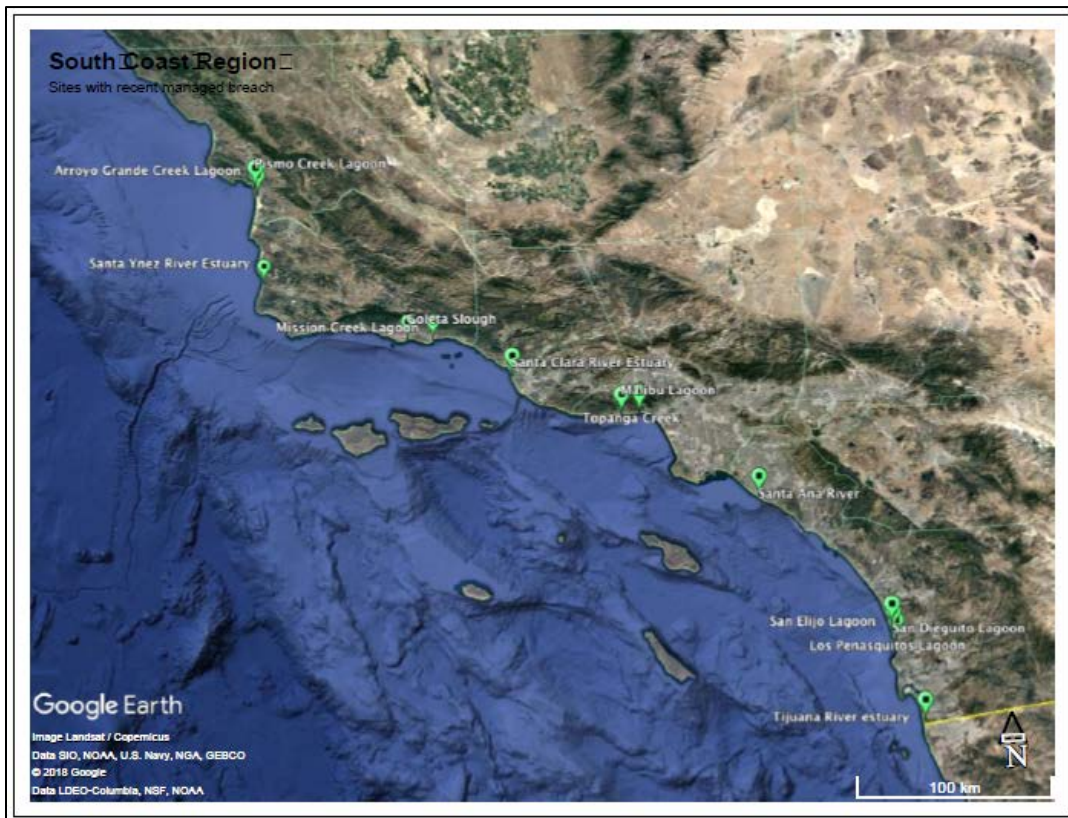 South Coast Region
Sites with recent managed breach
Pismo Creek Lagoon
Arroyo Grande Creek Lagoon
Santa Ynez River Estuary
Goleta Slough
Mission Creek Lagoon
Santa Clara River Estuary
Malibu Lagoon
Topanga Creek
Santa Ana River
San Elijo Lagoon
San Dieguito Lagoon
Los Penasquitos Lagoon
Tijuana River estuary
Google Earth
Image Landsat / Copernicus
Data SIO, NOAA, U.S. Navy, NGA, GEBCO
© 2018 Google
Data LDEO-Columbia, NSF, NOAA
N
100 km